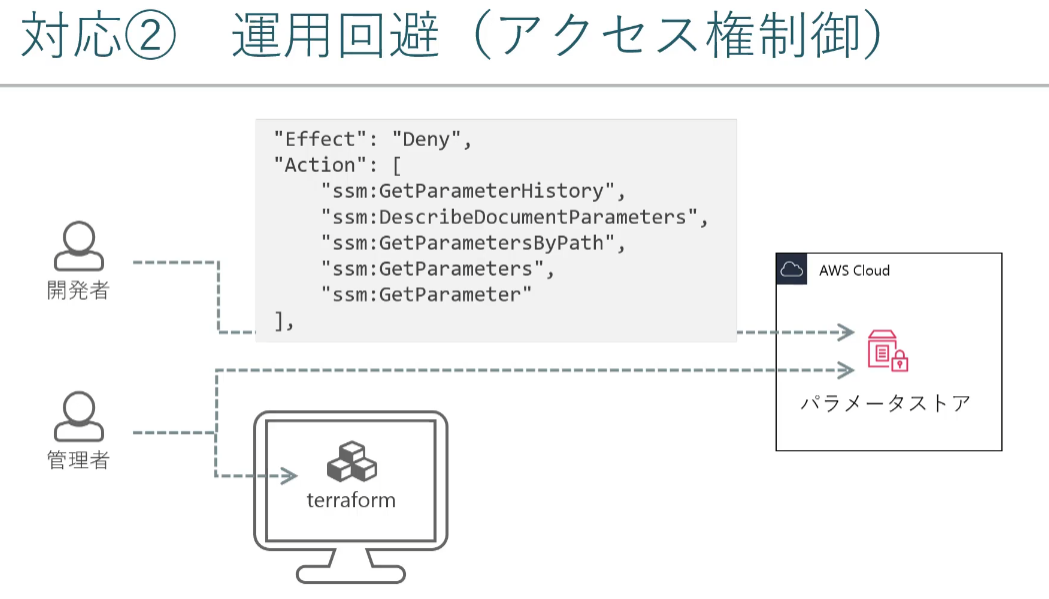 対応② 運用回避（アクセス権制御）
"Effect": "Deny",
"Action": [
"ssm:GetParameterHistory",
"ssm:DescribeDocumentParameters",
"ssm:GetParametersByPath",
"ssm:GetParameters",
"ssm:GetParameter"
],
開発者
AWS Cloud
パラメータストア
管理者
terraform